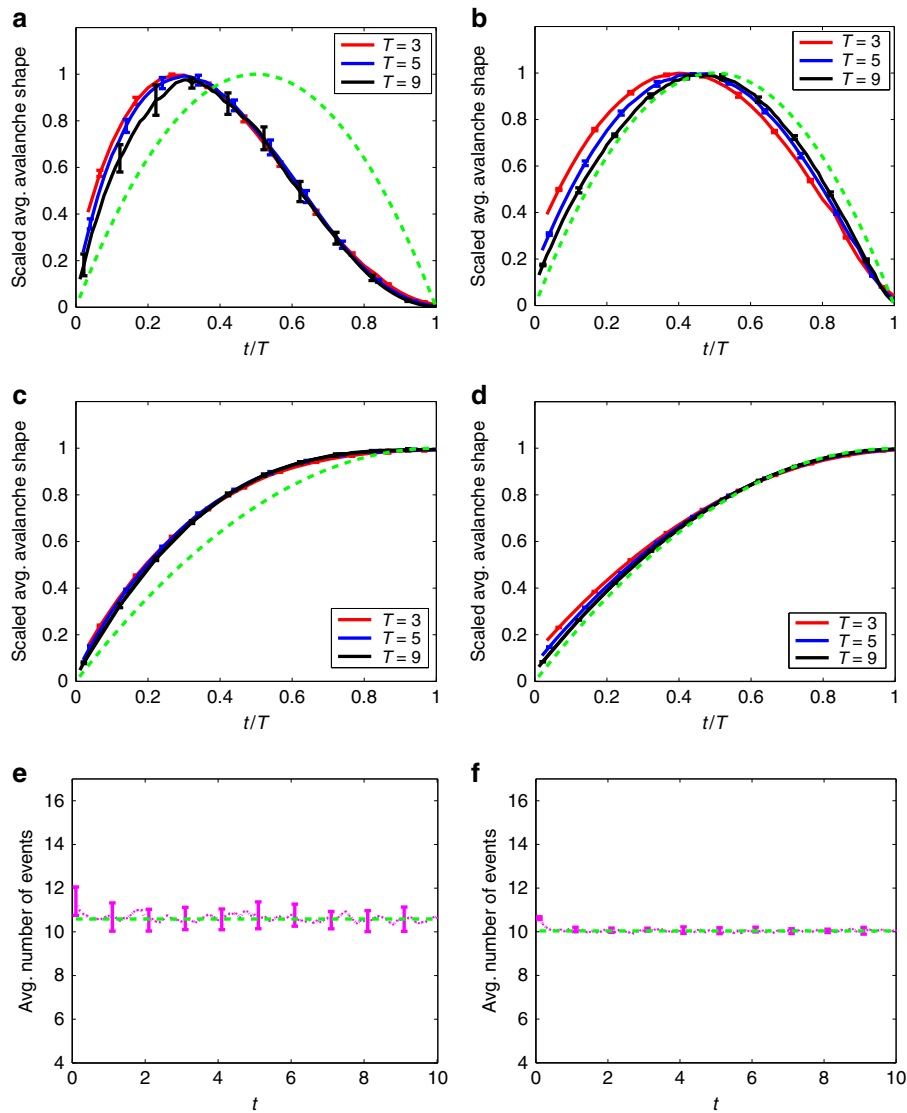 a
Scaled avg. avalanche shape
1
0.8
0.6
0.4
0.2
0
0 0.2 0.4 0.6 0.8 1
t/T
T = 3
T = 5
T = 9
b
Scaled avg. avalanche shape
1
0.8
0.6
0.4
0.2
0
0 0.2 0.4 0.6 0.8 1
t/T
T = 3
T = 5
T = 9
c
Scaled avg. avalanche shape
1
0.8
0.6
0.4
0.2
0
0 0.2 0.4 0.6 0.8 1
t/T
T = 3
T = 5
T = 9
d
Scaled avg. avalanche shape
1
0.8
0.6
0.4
0.2
0
0 0.2 0.4 0.6 0.8 1
t/T
T = 3
T = 5
T = 9
e
Avg. number of events
16
14
12
10
8
6
4
0 2 4 6 8 10
t
f
Avg. number of events
16
14
12
10
8
6
4
0 2 4 6 8 10
t